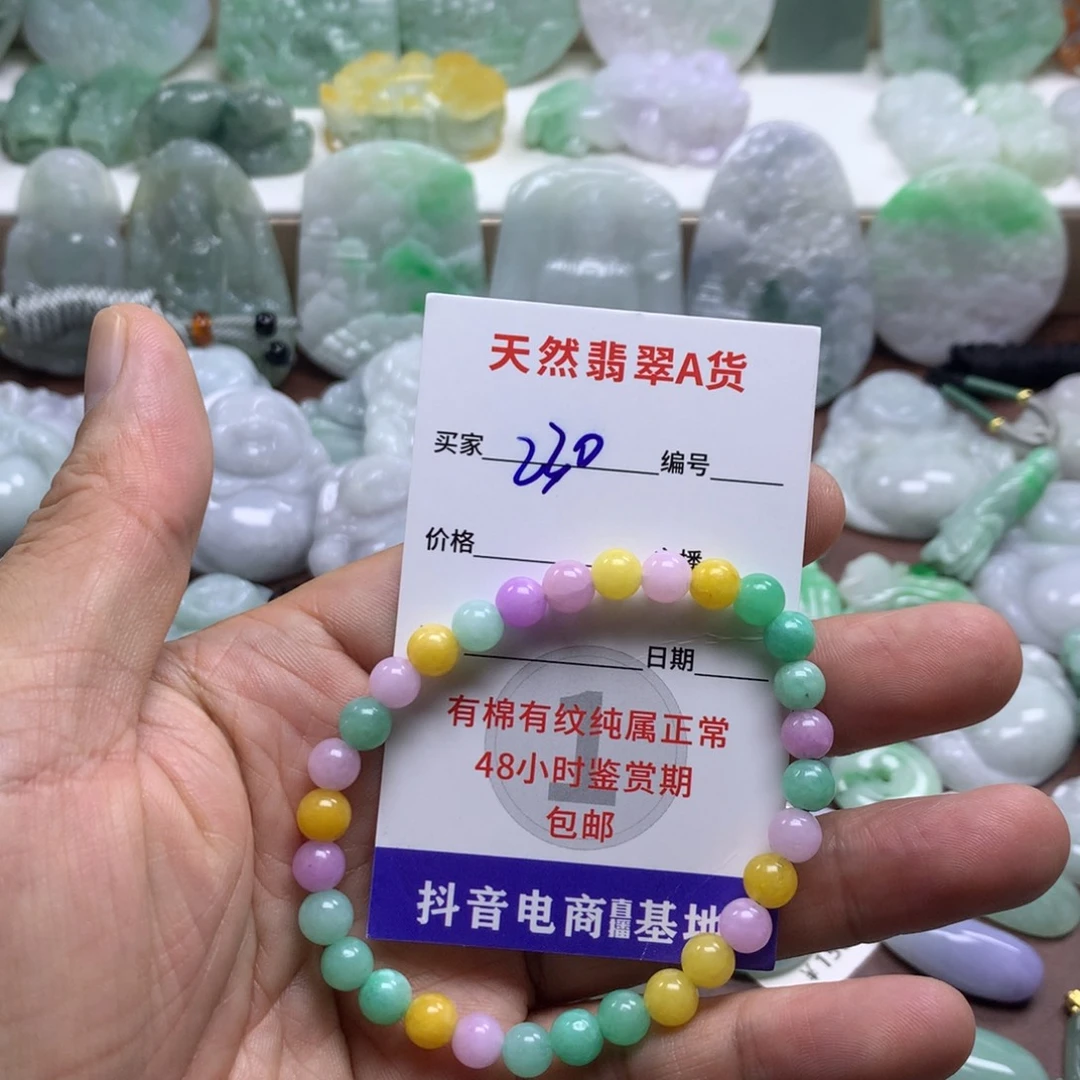 天然翡翠A货
买家 230 编号
价格
日期
有棉有纹纯属正常
48小时鉴赏期
1
包邮
抖音电商直播基地